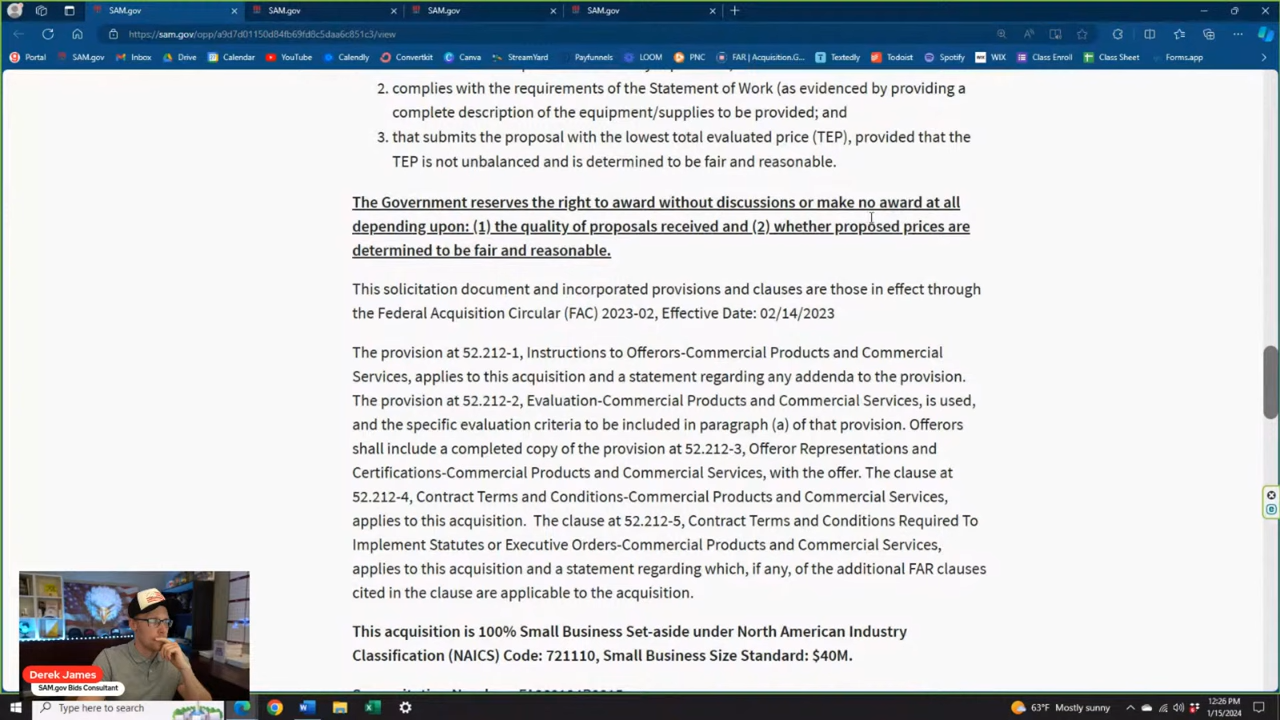 SAM.gov
SAM.gov
SAM.gov
SAM.gov
https://sam.gov/opp/a9d7d01150d84fb69fd8c5daa6c851c3/view
Portal SAM.gov Inbox Drive Calendar YouTube Calendly Convertkit Canva StreamYard Payfunnels LOOM PNC FAR | Acquisition.G... Textedly Todoist Spotify WIX Class Enroll Class Sheet Forms.app
2. complies with the requirements of the Statement of Work (as evidenced by providing a
complete description of the equipment/supplies to be provided; and
3. that submits the proposal with the lowest total evaluated price (TEP), provided that the
TEP is not unbalanced and is determined to be fair and reasonable.
The Government reserves the right to award without discussions or make no award at all
depending upon: (1) the quality of proposals received and (2) whether proposed prices are
determined to be fair and reasonable.
This solicitation document and incorporated provisions and clauses are those in effect through
the Federal Acquisition Circular (FAC) 2023-02, Effective Date: 02/14/2023
The provision at 52.212-1, Instructions to Offerors-Commercial Products and Commercial
Services, applies to this acquisition and a statement regarding any addenda to the provision.
The provision at 52.212-2, Evaluation-Commercial Products and Commercial Services, is used,
and the specific evaluation criteria to be included in paragraph (a) of that provision. Offerors
shall include a completed copy of the provision at 52.212-3, Offeror Representations and
Certifications-Commercial Products and Commercial Services, with the offer. The clause at
52.212-4, Contract Terms and Conditions-Commercial Products and Commercial Services,
applies to this acquisition. The clause at 52.212-5, Contract Terms and Conditions Required To
Implement Statutes or Executive Orders-Commercial Products and Commercial Services,
applies to this acquisition and a statement regarding which, if any, of the additional FAR clauses
cited in the clause are applicable to the acquisition.
This acquisition is 100% Small Business Set-aside under North American Industry
Classification (NAICS) Code: 721110, Small Business Size Standard: $40M.
Derek James
SAM.gov Bids Consultant
Type here to search
63°F Mostly sunny
12:26 PM
1/15/2024